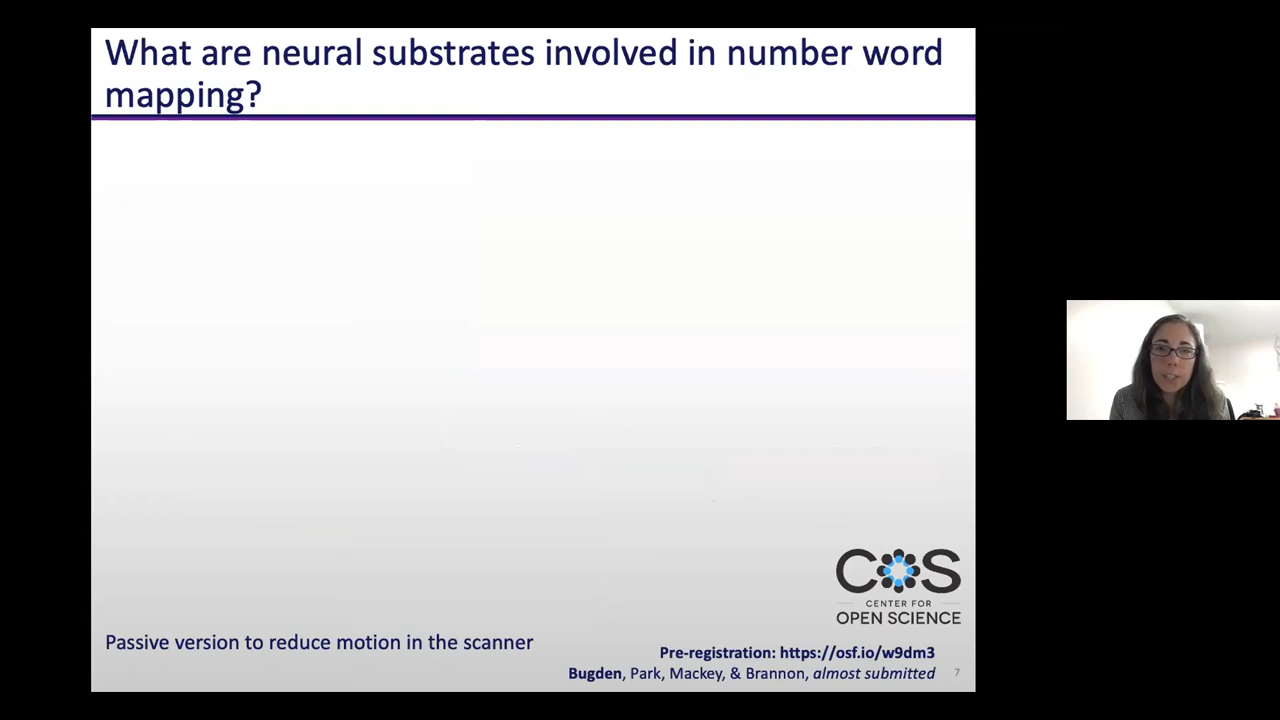 What are neural substrates involved in number word
mapping?
COS
CENTER FOR
OPEN SCIENCE
Passive version to reduce motion in the scanner
Pre-registration: https://osf.io/w9dm3
Bugden, Park, Mackey, & Brannon, almost submitted
7